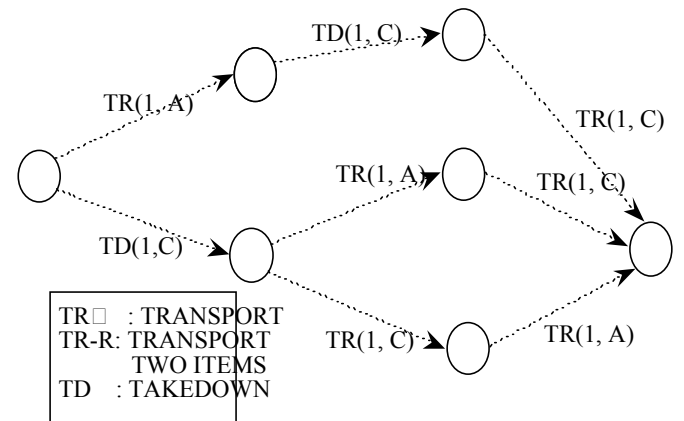 TD(1, C)
TR(1, A)
TR(1, C)
TR(1, A)
TR(1, C)
TD(1,C)
TR□ : TRANSPORT
TR-R: TRANSPORT
TWO ITEMS
TD : TAKEDOWN
TR(1, C)
TR(1, A)